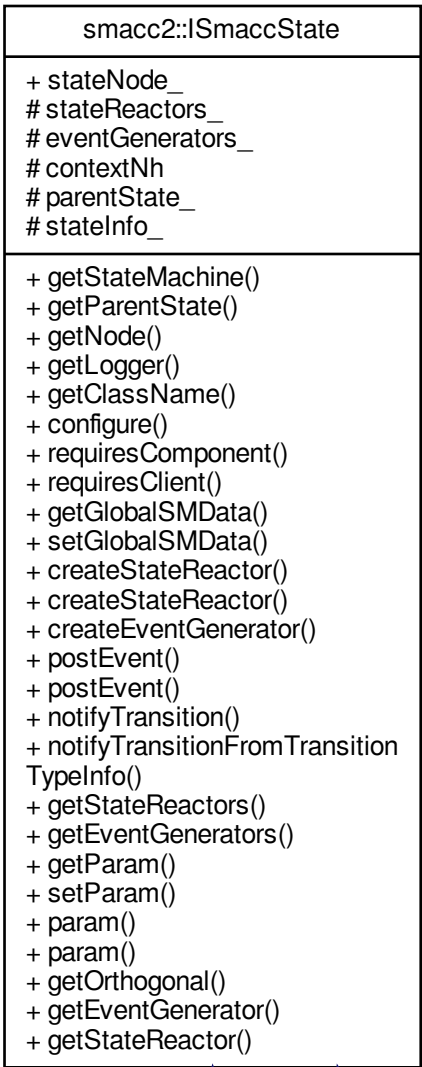 smacc2::ISmaccState
+ stateNode_
# stateReactors_
# eventGenerators_
# contextNh
# parentState_
# stateInfo_
+ getStateMachine()
+ getParentState()
+ getNode()
+ getLogger()
+ getClassName()
+ configure()
+ requiresComponent()
+ requiresClient()
+ getGlobalSMData()
+ setGlobalSMData()
+ createStateReactor()
+ createStateReactor()
+ createEventGenerator()
+ postEvent()
+ postEvent()
+ notifyTransition()
+ notifyTransitionFromTransition
TypeInfo()
+ getStateReactors()
+ getEventGenerators()
+ getParam()
+ setParam()
+ param()
+ param()
+ getOrthogonal()
+ getEventGenerator()
+ getStateReactor()